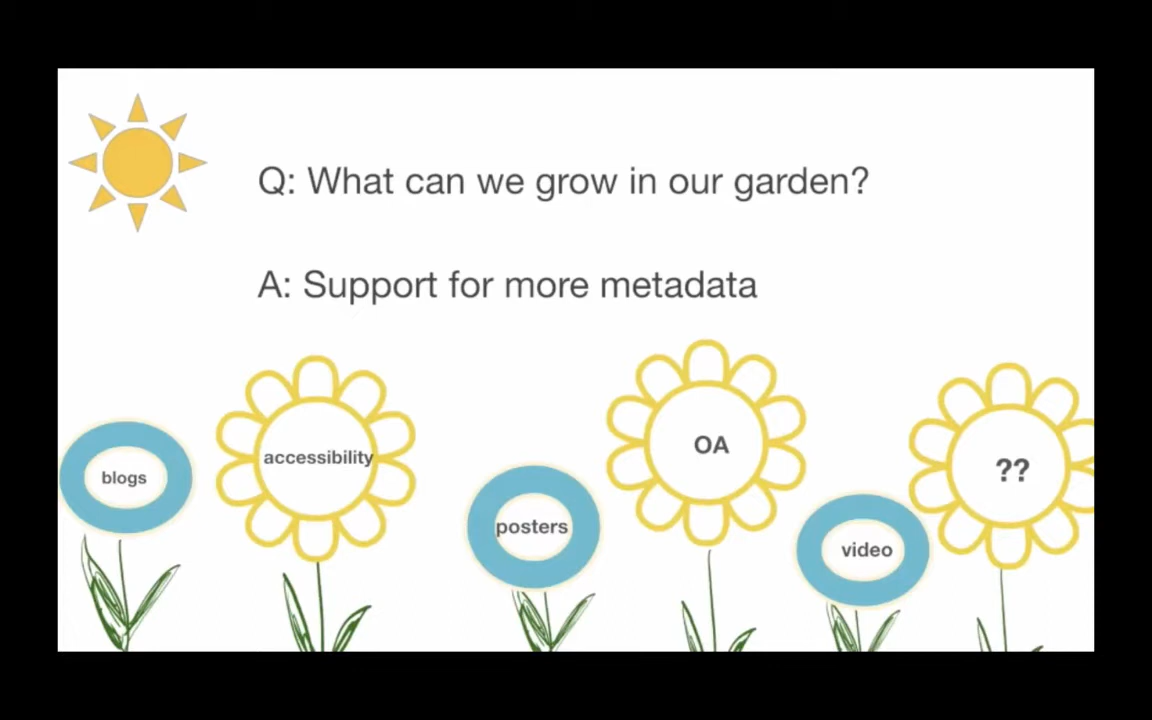 Q: What can we grow in our garden?
A: Support for more metadata
blogs
accessibility
posters
OA
video
??